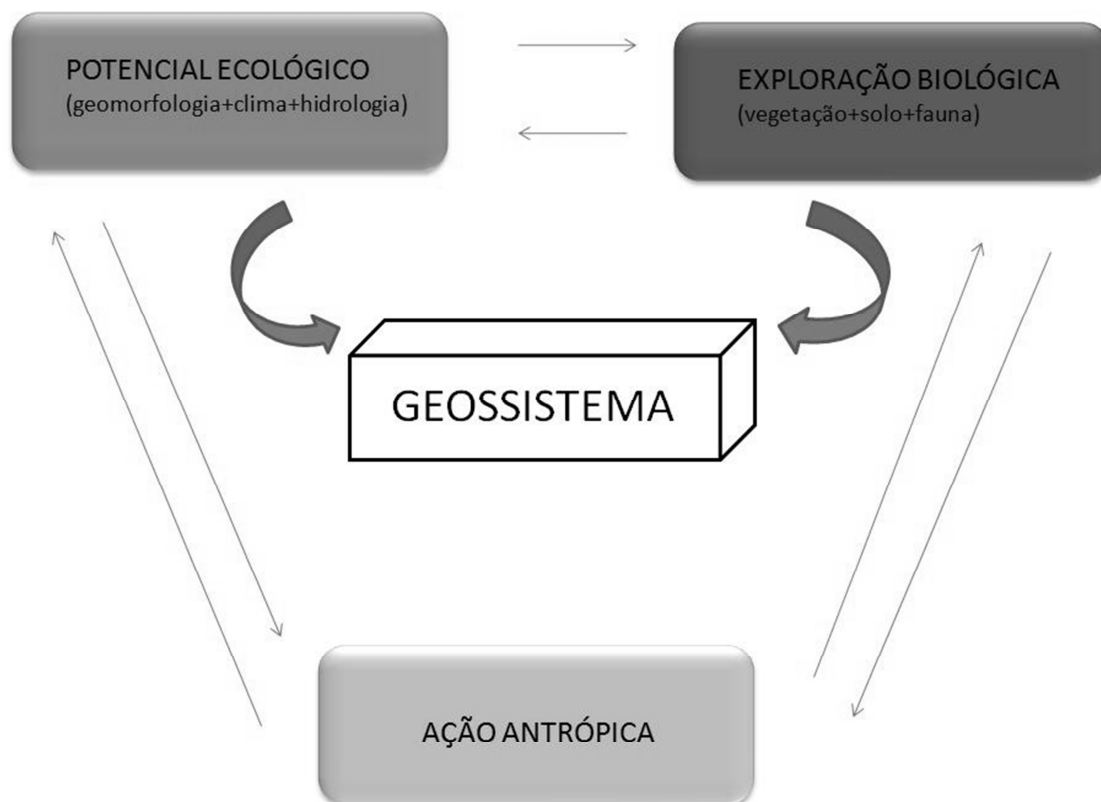 POTENCIAL ECOLÓGICO
(geomorfologia+clima+hidrologia)
EXPLORAÇÃO BIOLÓGICA
(vegetação+solo+fauna)
GEOSSISTEMA
AÇÃO ANTRÓPICA